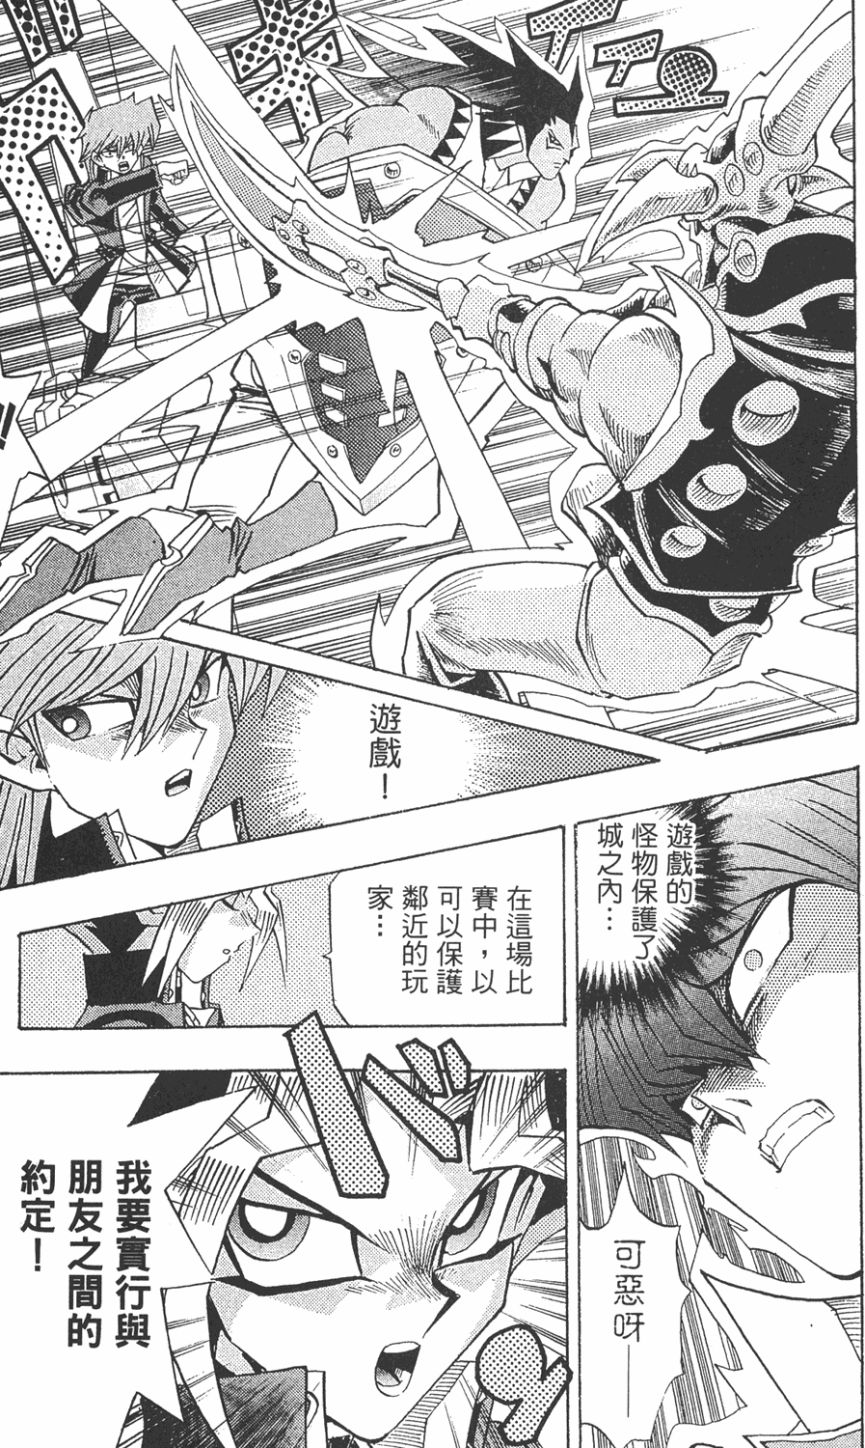 ギ
遊戲！
遊戲的
怪物保護了
城之內…
在這場比
賽中，以
可以保護
鄰近的玩
家…
可惡呀——
我要實行與
朋友之間的
約定！